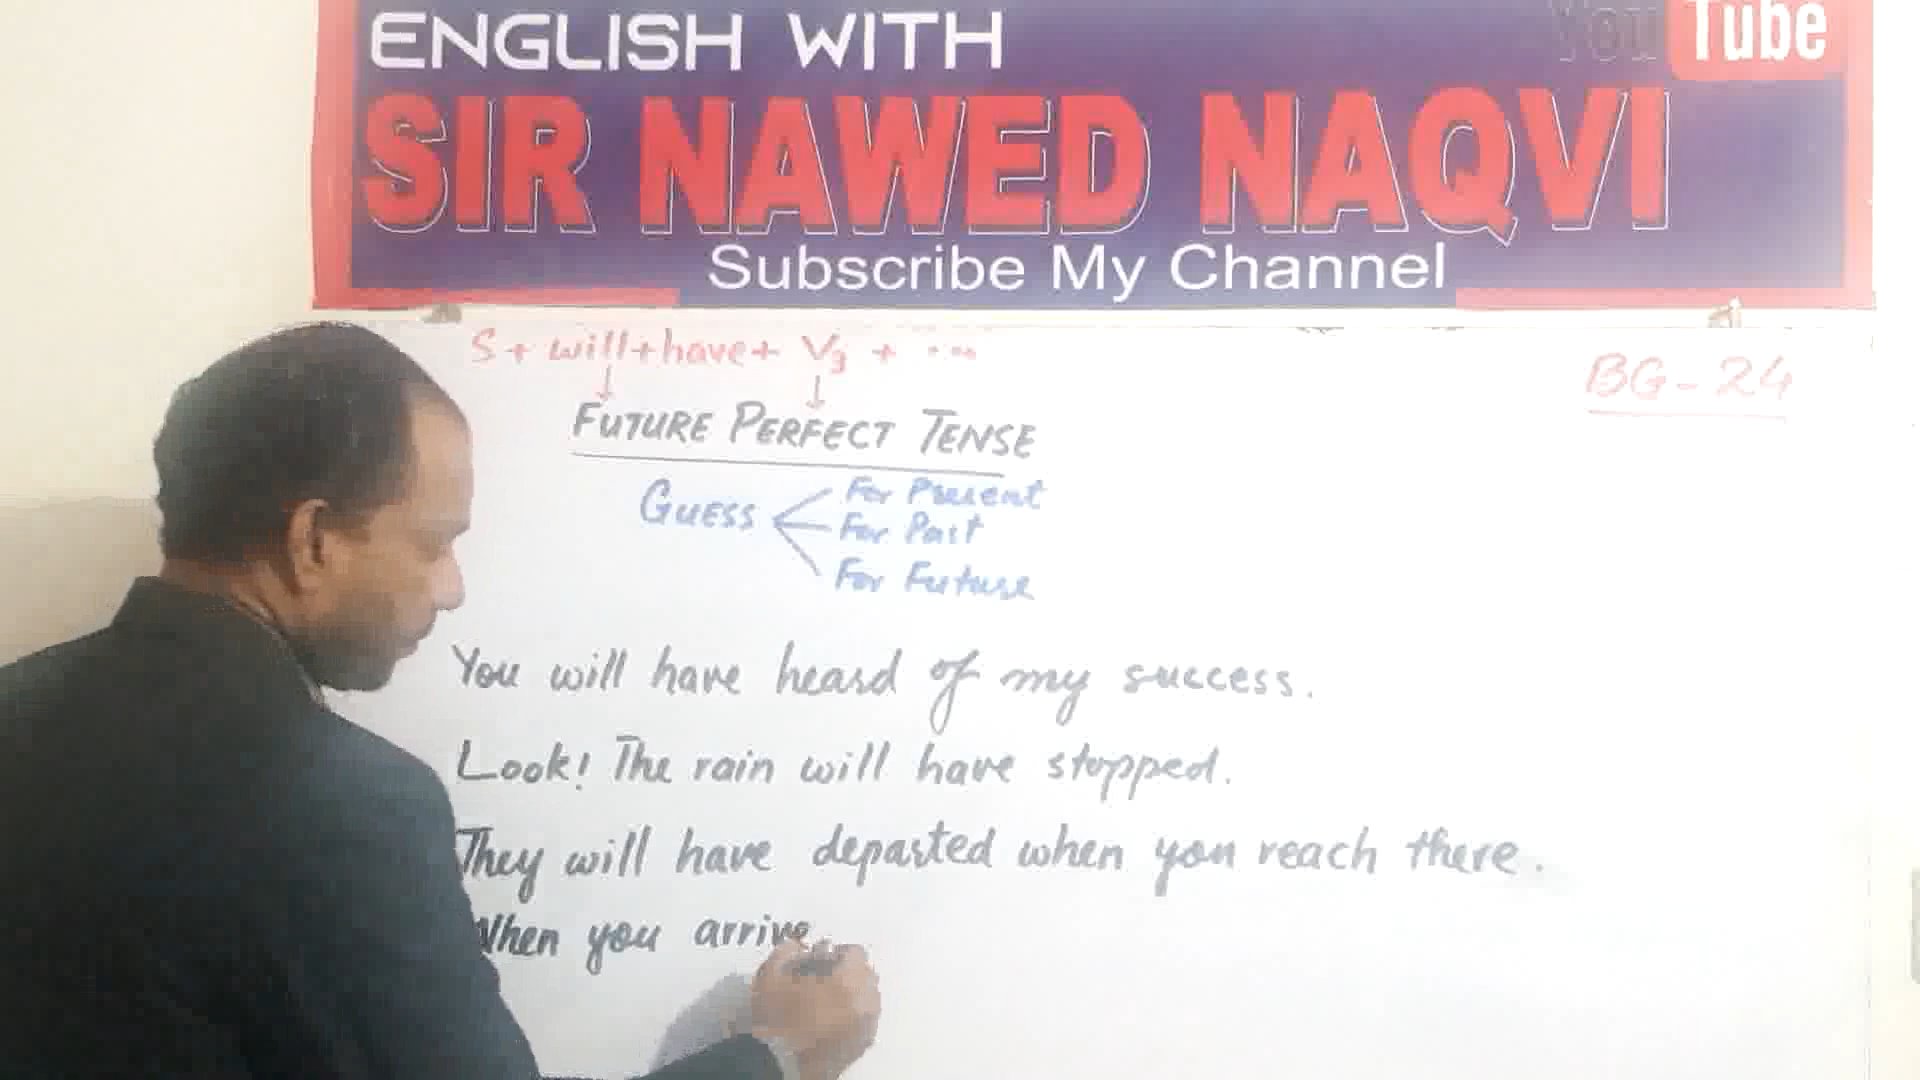 ENGLISH WITH
YouTube
SIR NAWED NAQVI
Subscribe My Channel
S + will + have + V3 + ....
BG - 24
FUTURE PERFECT TENSE
GUESS
For Present
For Past
For Future
You will have heard of my success.
Look! The rain will have stopped.
They will have departed when you reach there.
When you arrive